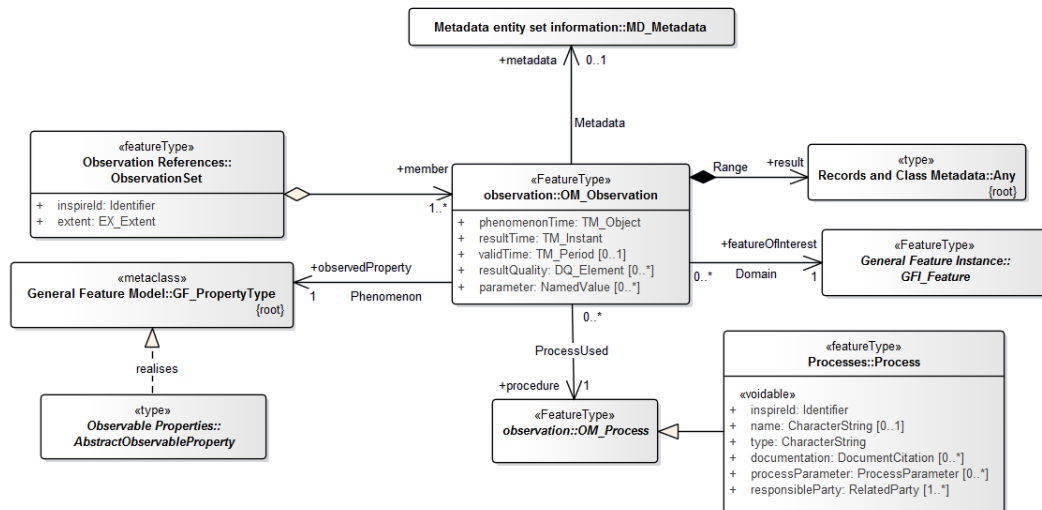 Metadata entity set information::MD_Metadata
+metadata
0..1
Metadata
«featureType»
Observation References::
ObservationSet
+ inspireId: Identifier
+ extent: EX_Extent
+member
1..*
«FeatureType»
observation::OM_Observation
+ phenomenonTime: TM_Object
+ resultTime: TM_Instant
+ validTime: TM_Period [0..1]
+ resultQuality: DQ_Element [0..*]
+ parameter: NamedValue [0..*]
Range
+result
«type»
Records and Class Metadata::Any
{root}
+featureOfInterest
0..*
Domain
1
«FeatureType»
General Feature Instance::
GFI_Feature
«metaclass»
General Feature Model::GF_PropertyType
{root}
+observedProperty
1
Phenomenon
realises
«type»
Observable Properties::
AbstractObservableProperty
0..*
ProcessUsed
+procedure
1
«FeatureType»
observation::OM_Process
«featureType»
Processes::Process
«voidable»
+ inspireId: Identifier
+ name: CharacterString [0..1]
+ type: CharacterString
+ documentation: DocumentCitation [0..*]
+ processParameter: ProcessParameter [0..*]
+ responsibleParty: RelatedParty [1..*]